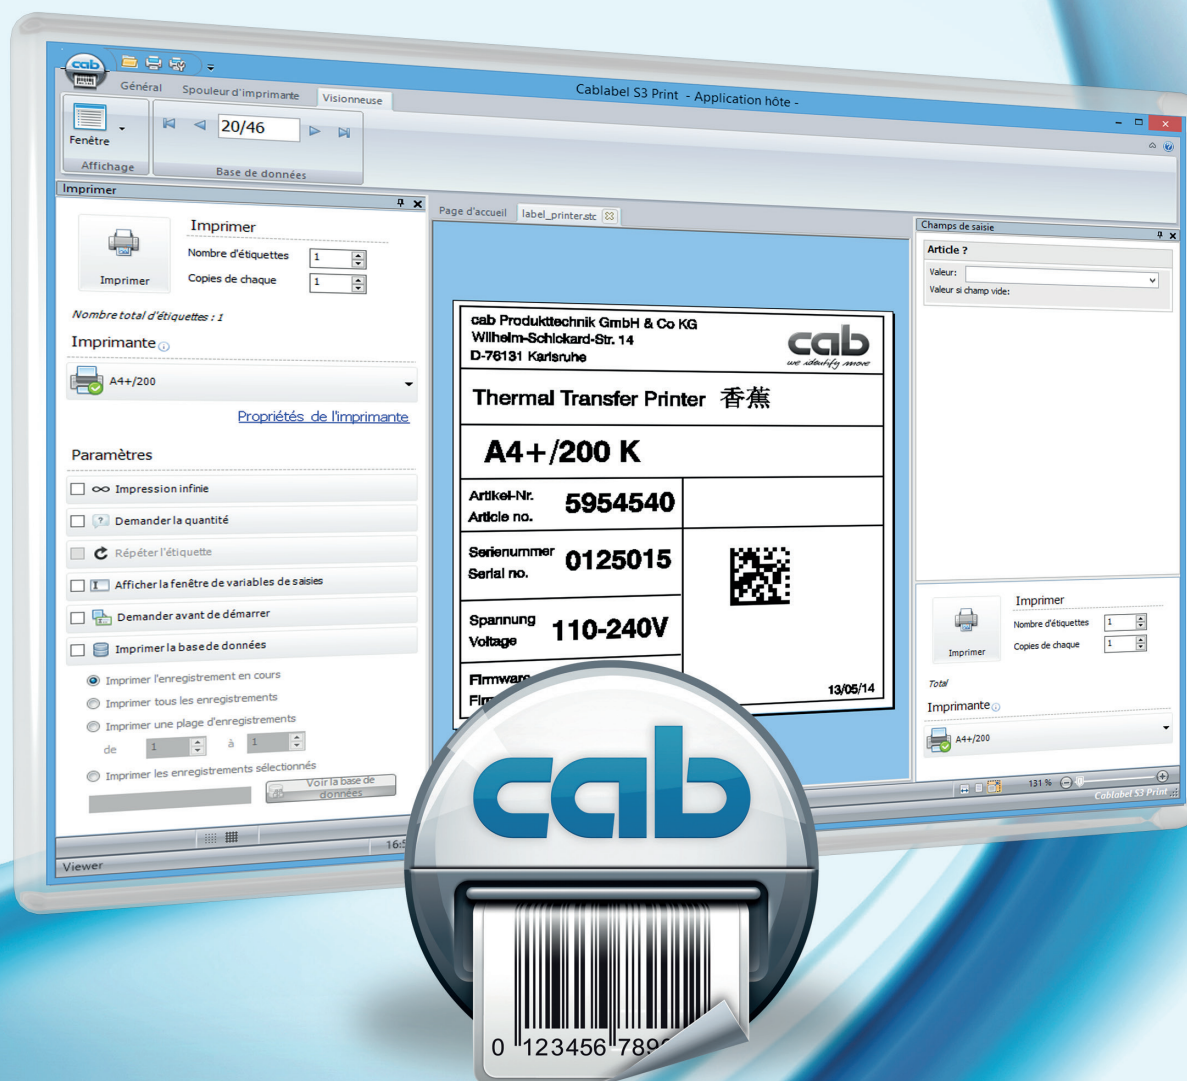 cab
Cablabel S3 Print - Application hôte -
Général Spouleur d'imprimante Visionneuse
Fenêtre
20/46
Affichage
Base de données
Imprimer
Imprimer
Imprimer
Nombre d'étiquettes 1
Copies de chaque 1
Nombre total d'étiquettes : 1
Imprimante
A4+/200
Propriétés de l'imprimante
Paramètres
Impression infinie
Demander la quantité
Répéter l'étiquette
Afficher la fenêtre de variables de saisies
Demander avant de démarrer
Imprimer la base de données
Imprimer l'enregistrement en cours
Imprimer tous les enregistrements
Imprimer une plage d'enregistrements
de 1 à 1
Imprimer les enregistrements sélectionnés
Voir la base de
données
Viewer
Page d'accueil label_printer.stc
cab Produkttechnik GmbH & Co KG
Wilhelm-Schickard-Str. 14
D-76131 Karlsruhe
cab
we identify more
Thermal Transfer Printer 香蕉
A4+/200 K
Artikel-Nr.
Article no.
5954540
Serienummer
Serial no.
0125015
Spannung
Voltage
110-240V
13/05/14
Champs de saisie
Article ?
Valeur:
Valeur si champ vide:
Imprimer
Imprimer
Nombre d'étiquettes 1
Copies de chaque 1
Total
Imprimante
A4+/200
131 %
Cablabel S3 Print
cab
0 123456 789